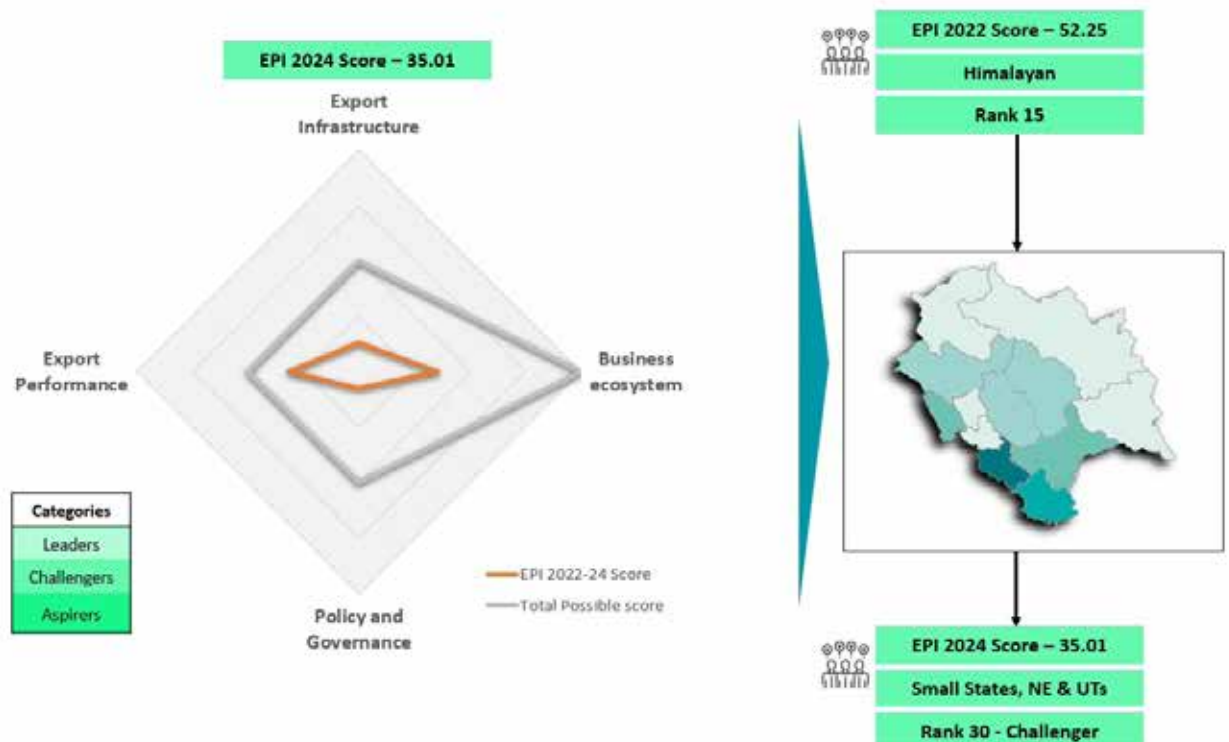 EPI 2024 Score – 35.01
Export
Infrastructure
Export
Performance
Business
ecosystem
Policy and
Governance
EPI 2022-24 Score
Total Possible score
Categories
Leaders
Challengers
Aspirers
EPI 2022 Score – 52.25
Himalayan
Rank 15
EPI 2024 Score – 35.01
Small States, NE & UTs
Rank 30 - Challenger